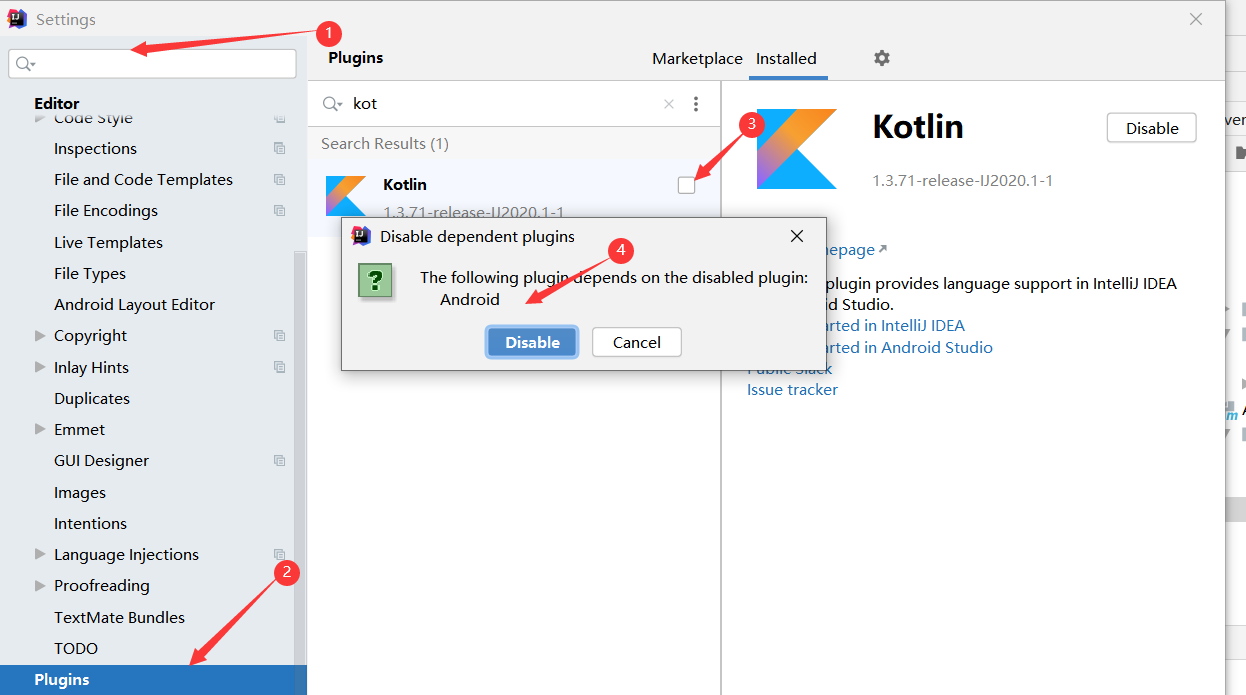 Settings
1
Plugins
Marketplace
Installed
kot
Editor
Code Style
Inspections
File and Code Templates
File Encodings
Live Templates
File Types
Android Layout Editor
Copyright
Inlay Hints
Duplicates
Emmet
GUI Designer
Images
Intentions
Language Injections
2
Proofreading
TextMate Bundles
TODO
Plugins
Search Results (1)
3
Kotlin
1.3.71-release-IJ2020.1-1
Disable dependent plugins
4
The following plugin depends on the disabled plugin:
Android
Disable
Cancel
Kotlin
Disable
1.3.71-release-IJ2020.1-1
epage
plugin provides language support in IntelliJ IDEA
d Studio.
arted in IntelliJ IDEA
arted in Android Studio
Public Slack
Issue tracker
ver
m